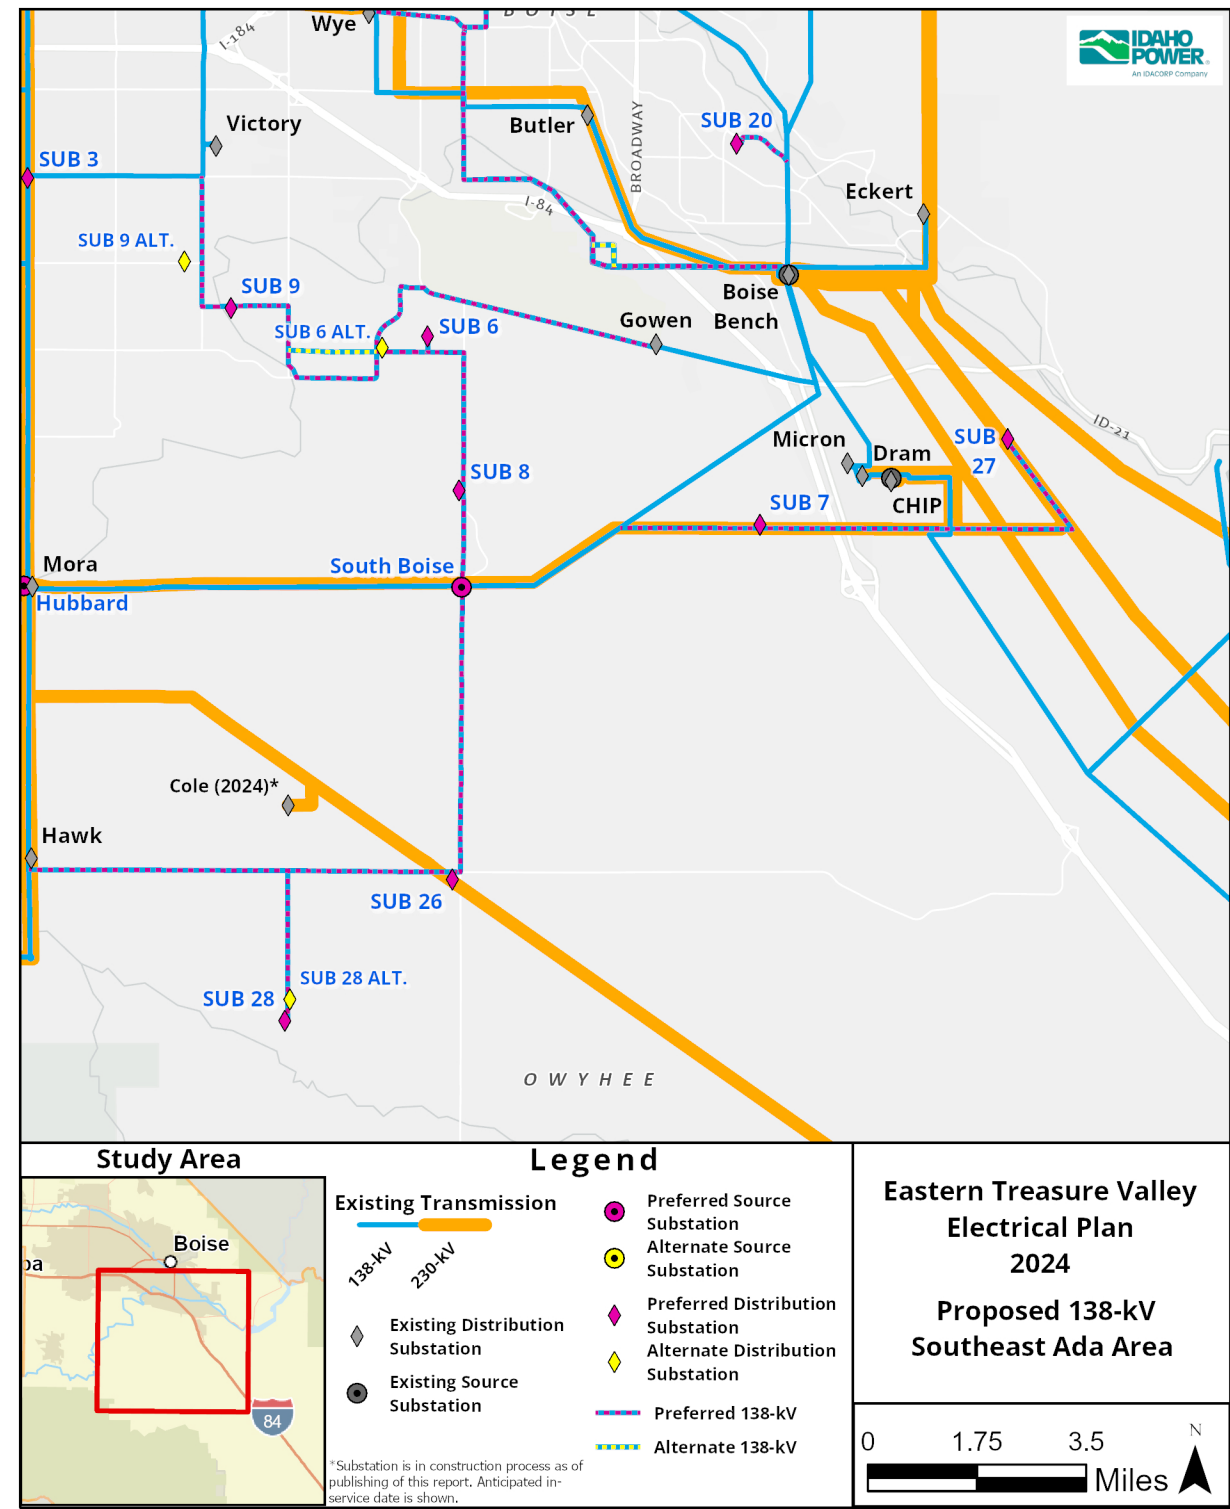 BOISE
Wye
I-184
IDAHO
POWER®
An IDACORP Company
Victory
Butler
BROADWAY
SUB 20
SUB 3
Eckert
I-84
SUB 9 ALT.
SUB 9
Boise
Bench
SUB 6 ALT.
SUB 6
Gowen
ID-21
Micron
Dram
SUB
27
SUB 8
CHIP
SUB 7
Mora
South Boise
Hubbard
Cole (2024)*
Hawk
SUB 26
SUB 28 ALT.
SUB 28
OWYHEE
Study Area
Boise
pa
84
Legend
Existing Transmission
138-kV
230-kV
Existing Distribution
Substation
Existing Source
Substation
*Substation is in construction process as of
publishing of this report. Anticipated in-
service date is shown.
Preferred Source
Substation
Alternate Source
Substation
Preferred Distribution
Substation
Alternate Distribution
Substation
Preferred 138-kV
Alternate 138-kV
Eastern Treasure Valley
Electrical Plan
2024
Proposed 138-kV
Southeast Ada Area
0 1.75 3.5
Miles
N